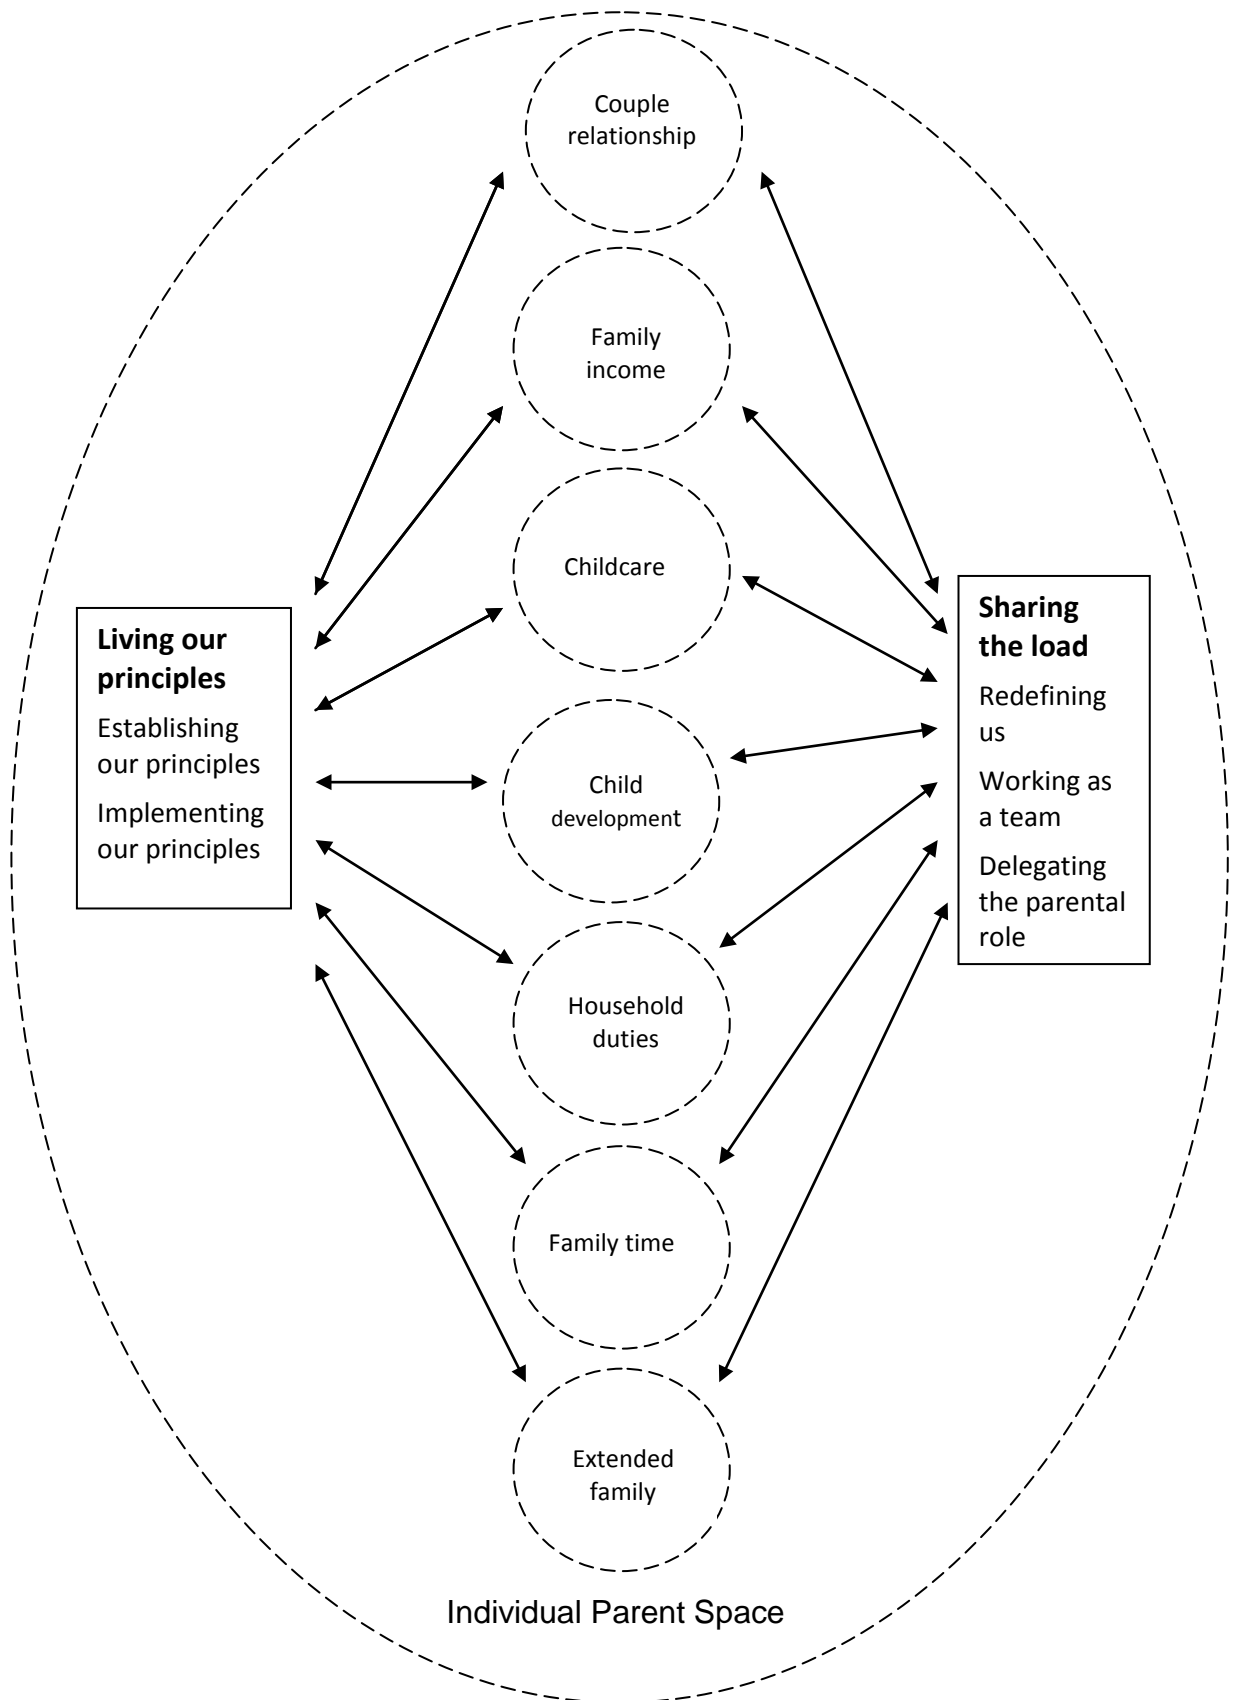 Couple
relationship
Family
income
Childcare
Living our
principles
Establishing
our principles
Implementing
our principles
Sharing
the load
Redefining
us
Working as
a team
Delegating
the parental
role
Child
development
Household
duties
Family time
Extended
family
Individual Parent Space